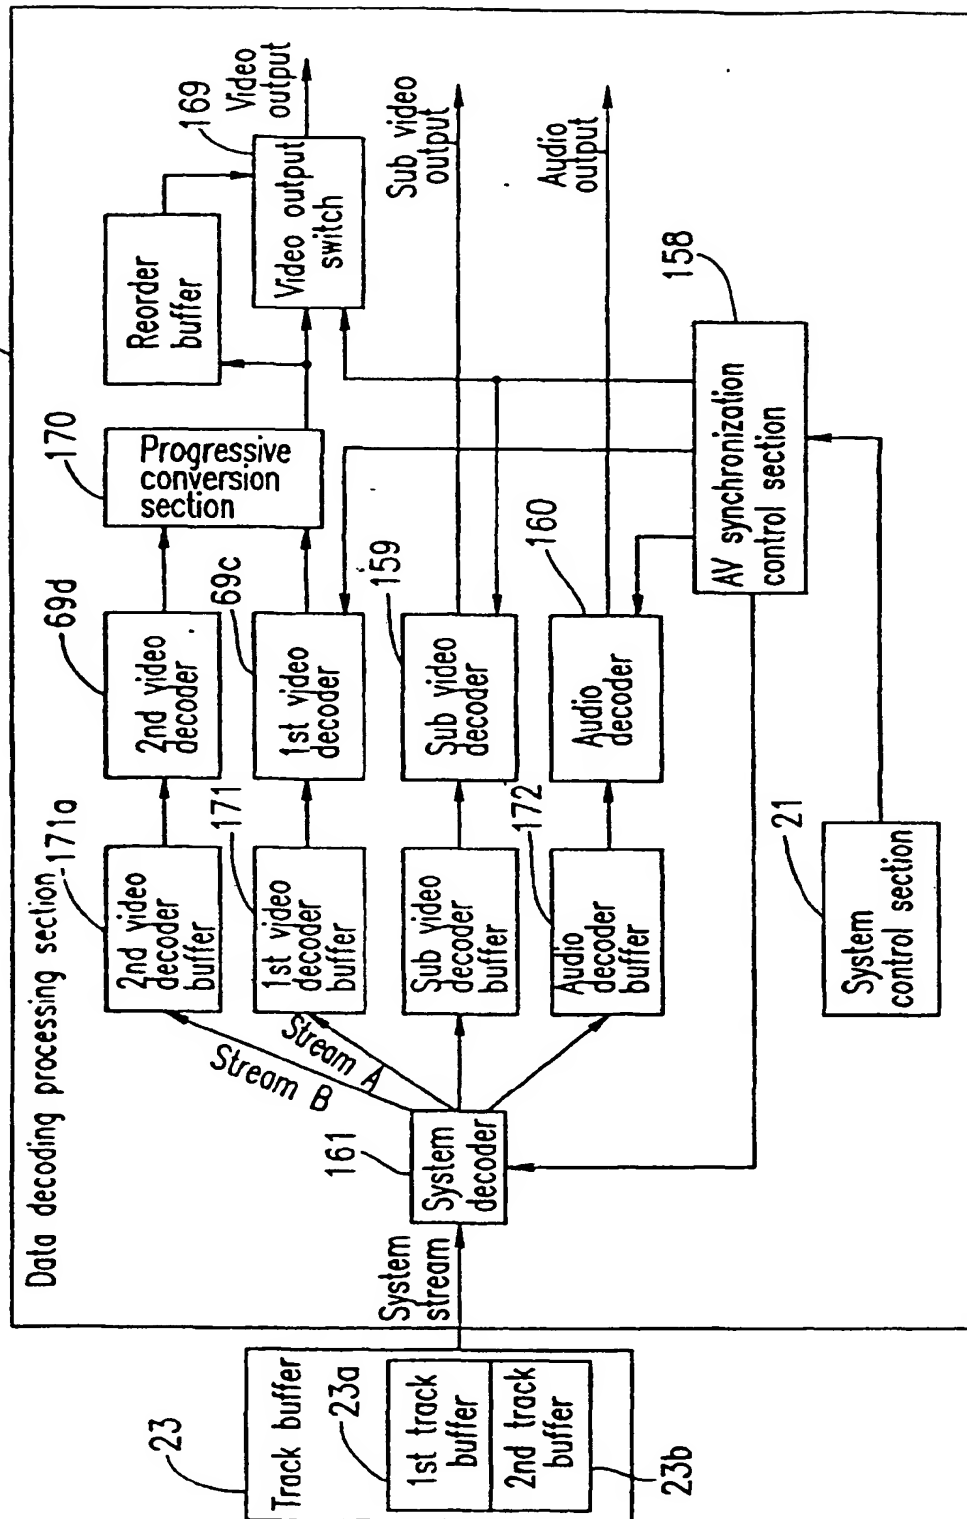 Data decoding processing section
171a
2nd video
decoder
buffer
69d
2nd video
decoder
170
Progressive
conversion
section
Reorder
buffer
169
Video output
switch
Video
output
171
1st video
decoder
buffer
69c
1st video
decoder
Stream B
Stream A
Sub video
decoder
buffer
159
Sub video
decoder
Sub video
output
172
Audio
decoder
buffer
160
Audio
decoder
Audio
output
161
System
decoder
System
stream
23
Track buffer
23a
1st track
buffer
2nd track
buffer
23b
158
AV synchronization
control section
21
System
control section